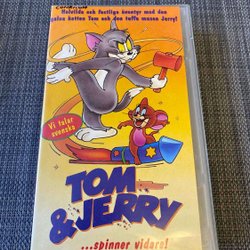 Helvilda och festliga äventyr med den
galna katten Tom och den tuffa musen Jerry!
Vi talar
svenska
TOM
& JERRY
...spinner vidare!